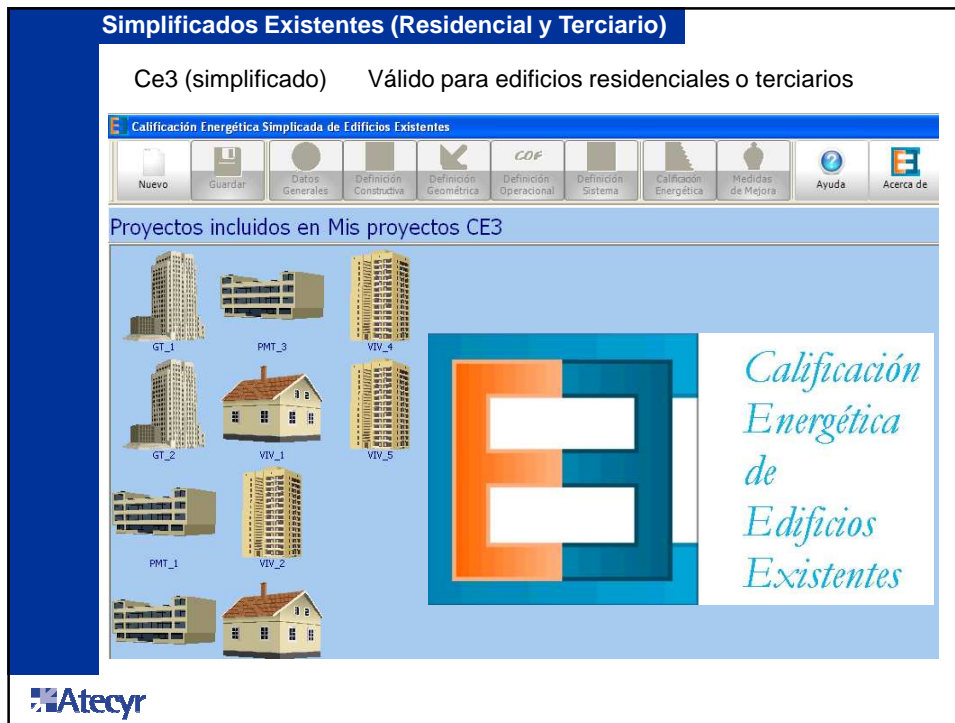 Simplificados Existentes (Residencial y Terciario)
Ce3 (simplificado) Válido para edificios residenciales o terciarios
Calificación Energética Simplicada de Edificios Existentes
Nuevo
Guardar
Datos
Generales
Definición
Constructiva
Definición
Geométrica
COF
Definición
Operacional
Definición
Sistema
Calificación
Energética
Medidas
de Mejora
Ayuda
Acerca de
Proyectos incluidos en Mis proyectos CE3
GT_1
PMT_3
VIV_4
GT_2
VIV_1
VIV_5
PMT_1
VIV_2
Calificación
Energética
de
Edificios
Existentes
Atecyr